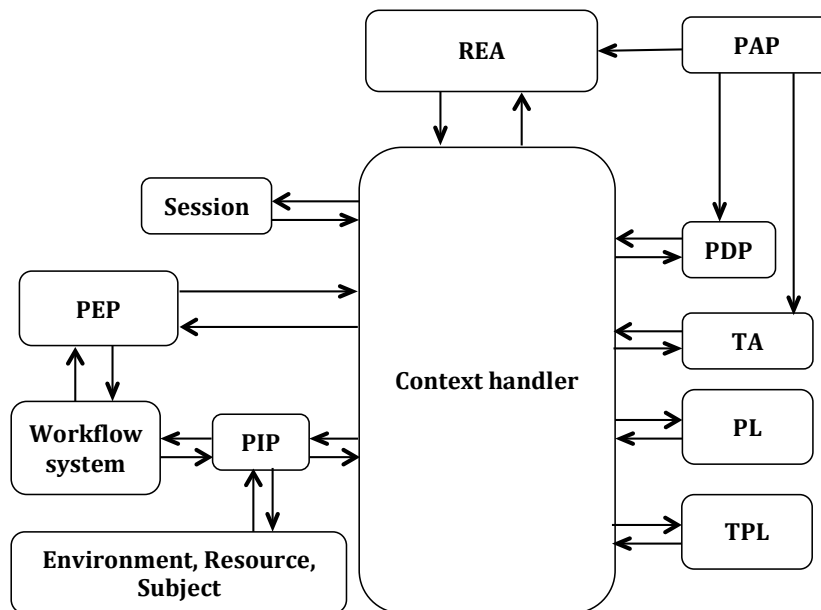 REA
PAP
Session
PDP
PEP
TA
Context handler
Workflow
system
PIP
PL
TPL
Environment, Resource,
Subject